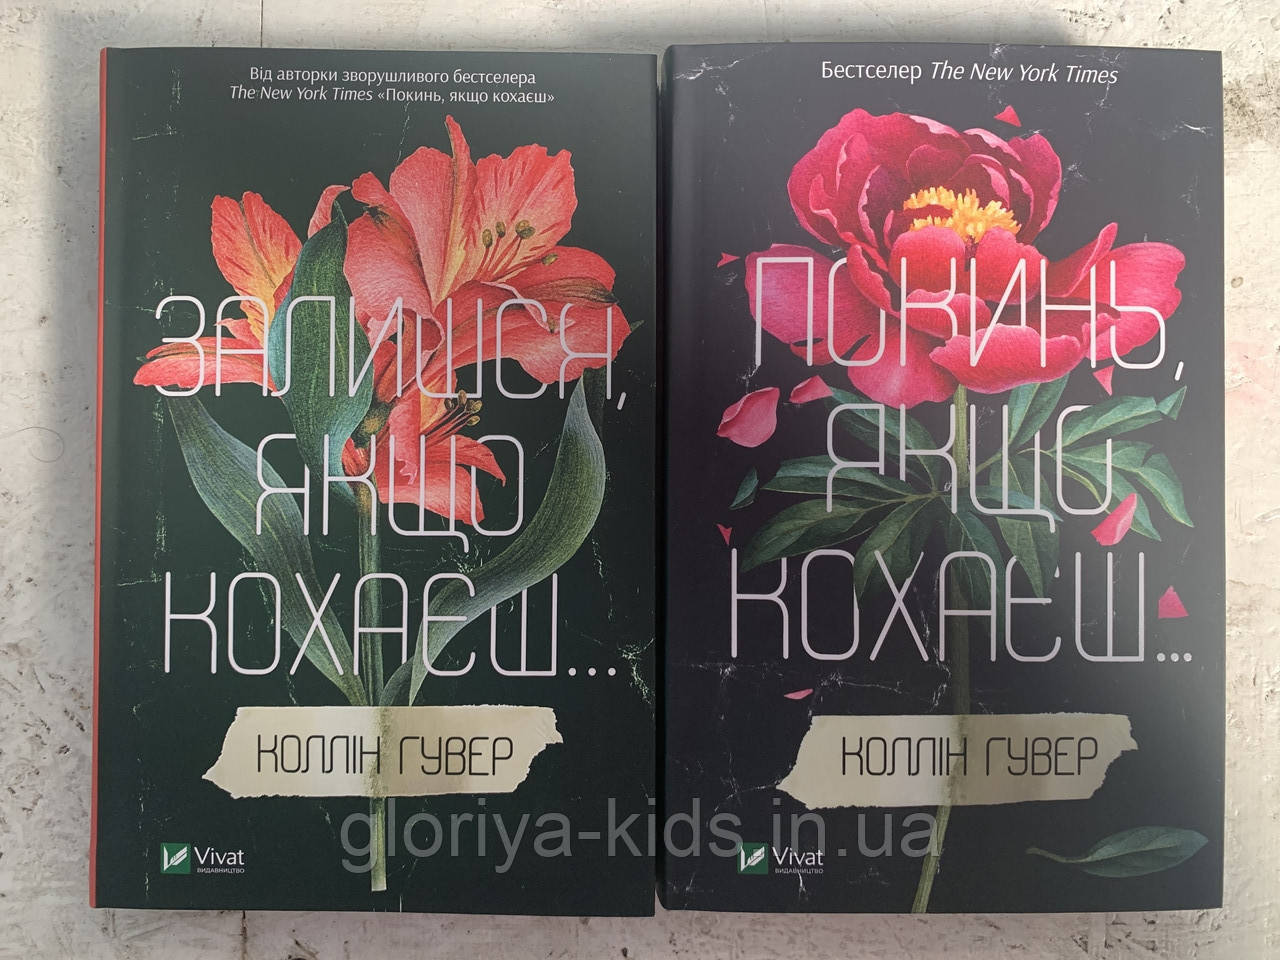 Від авторки зворушливого бестселера
The New York Times «Покинь, якщо кохаєш»
ЗАЛИШСЯ,
ЯКЩО
КОХАЄШ...
КОЛЛІН ГУВЕР
Vivat
ВИДАВНИЦТВО
Бестселер The New York Times
ПОКИНЬ,
ЯКЩО
КОХАЄШ...
КОЛЛІН ГУВЕР
Vivat
ВИДАВНИЦТВО
gloriya-kids.in.ua